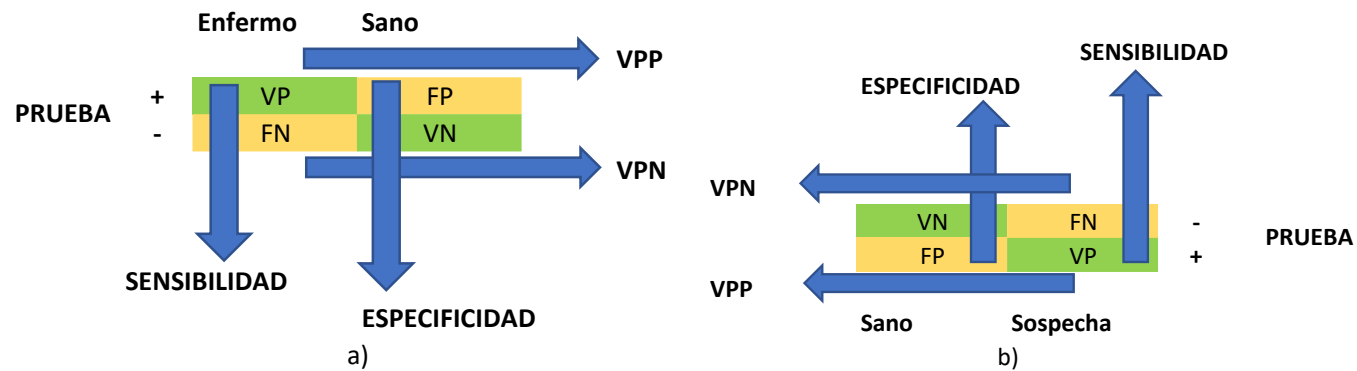 Enfermo Sano
VPP
PRUEBA
+ VP FP
- FN VN
VPN
SENSIBILIDAD
ESPECIFICIDAD
a)
SENSIBILIDAD
ESPECIFICIDAD
VPN
VN FN -
PRUEBA
FP VP +
VPP
Sano Sospecha
b)